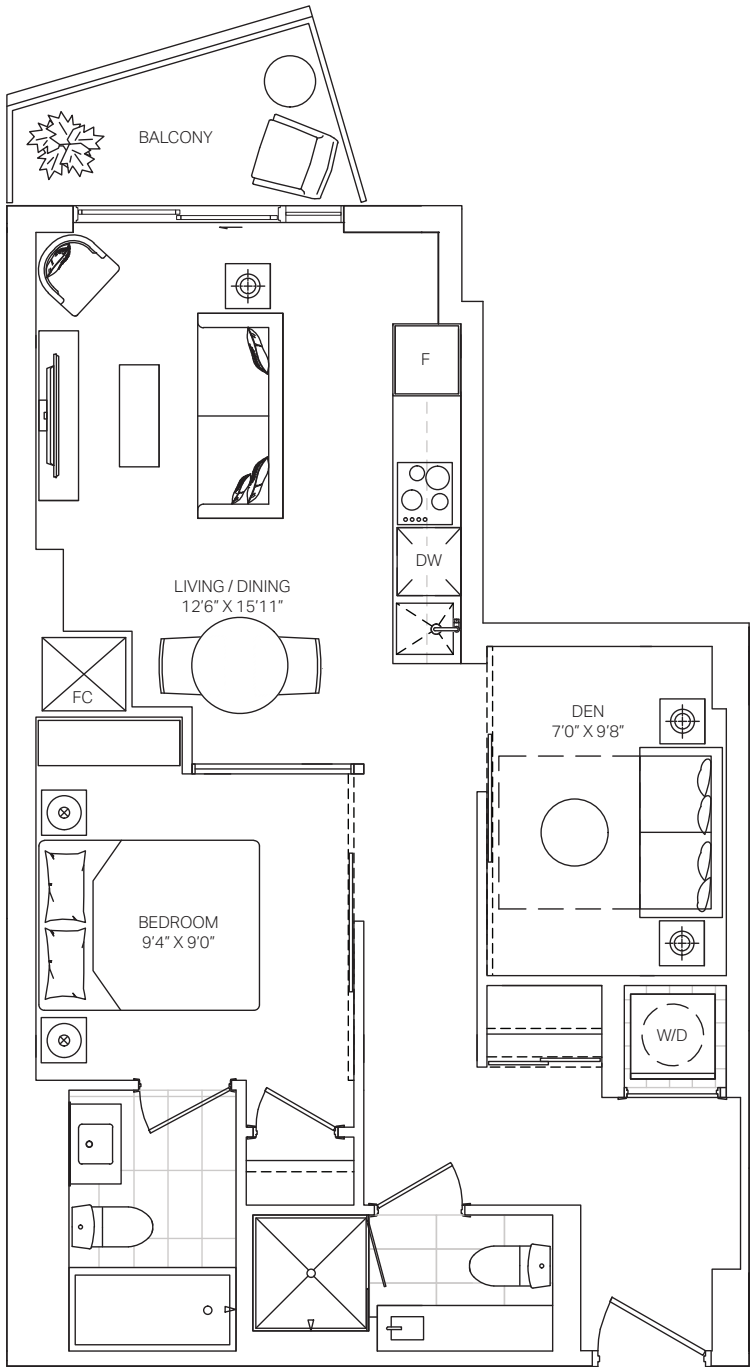 BALCONY
F
DW
LIVING / DINING
12'6" X 15'11"
FC
DEN
7'0" X 9'8"
BEDROOM
9'4" X 9'0"
W/D